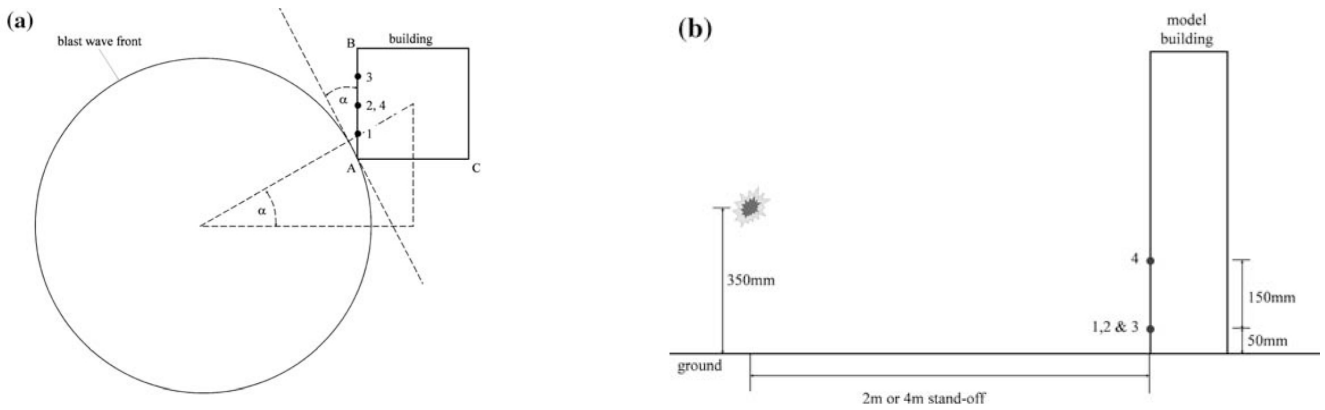 (a)
blast wave front
B
building
3
α
2, 4
1
A
C
α
(b)
model
building
4
350mm
150mm
1,2 & 3
50mm
ground
2m or 4m stand-off